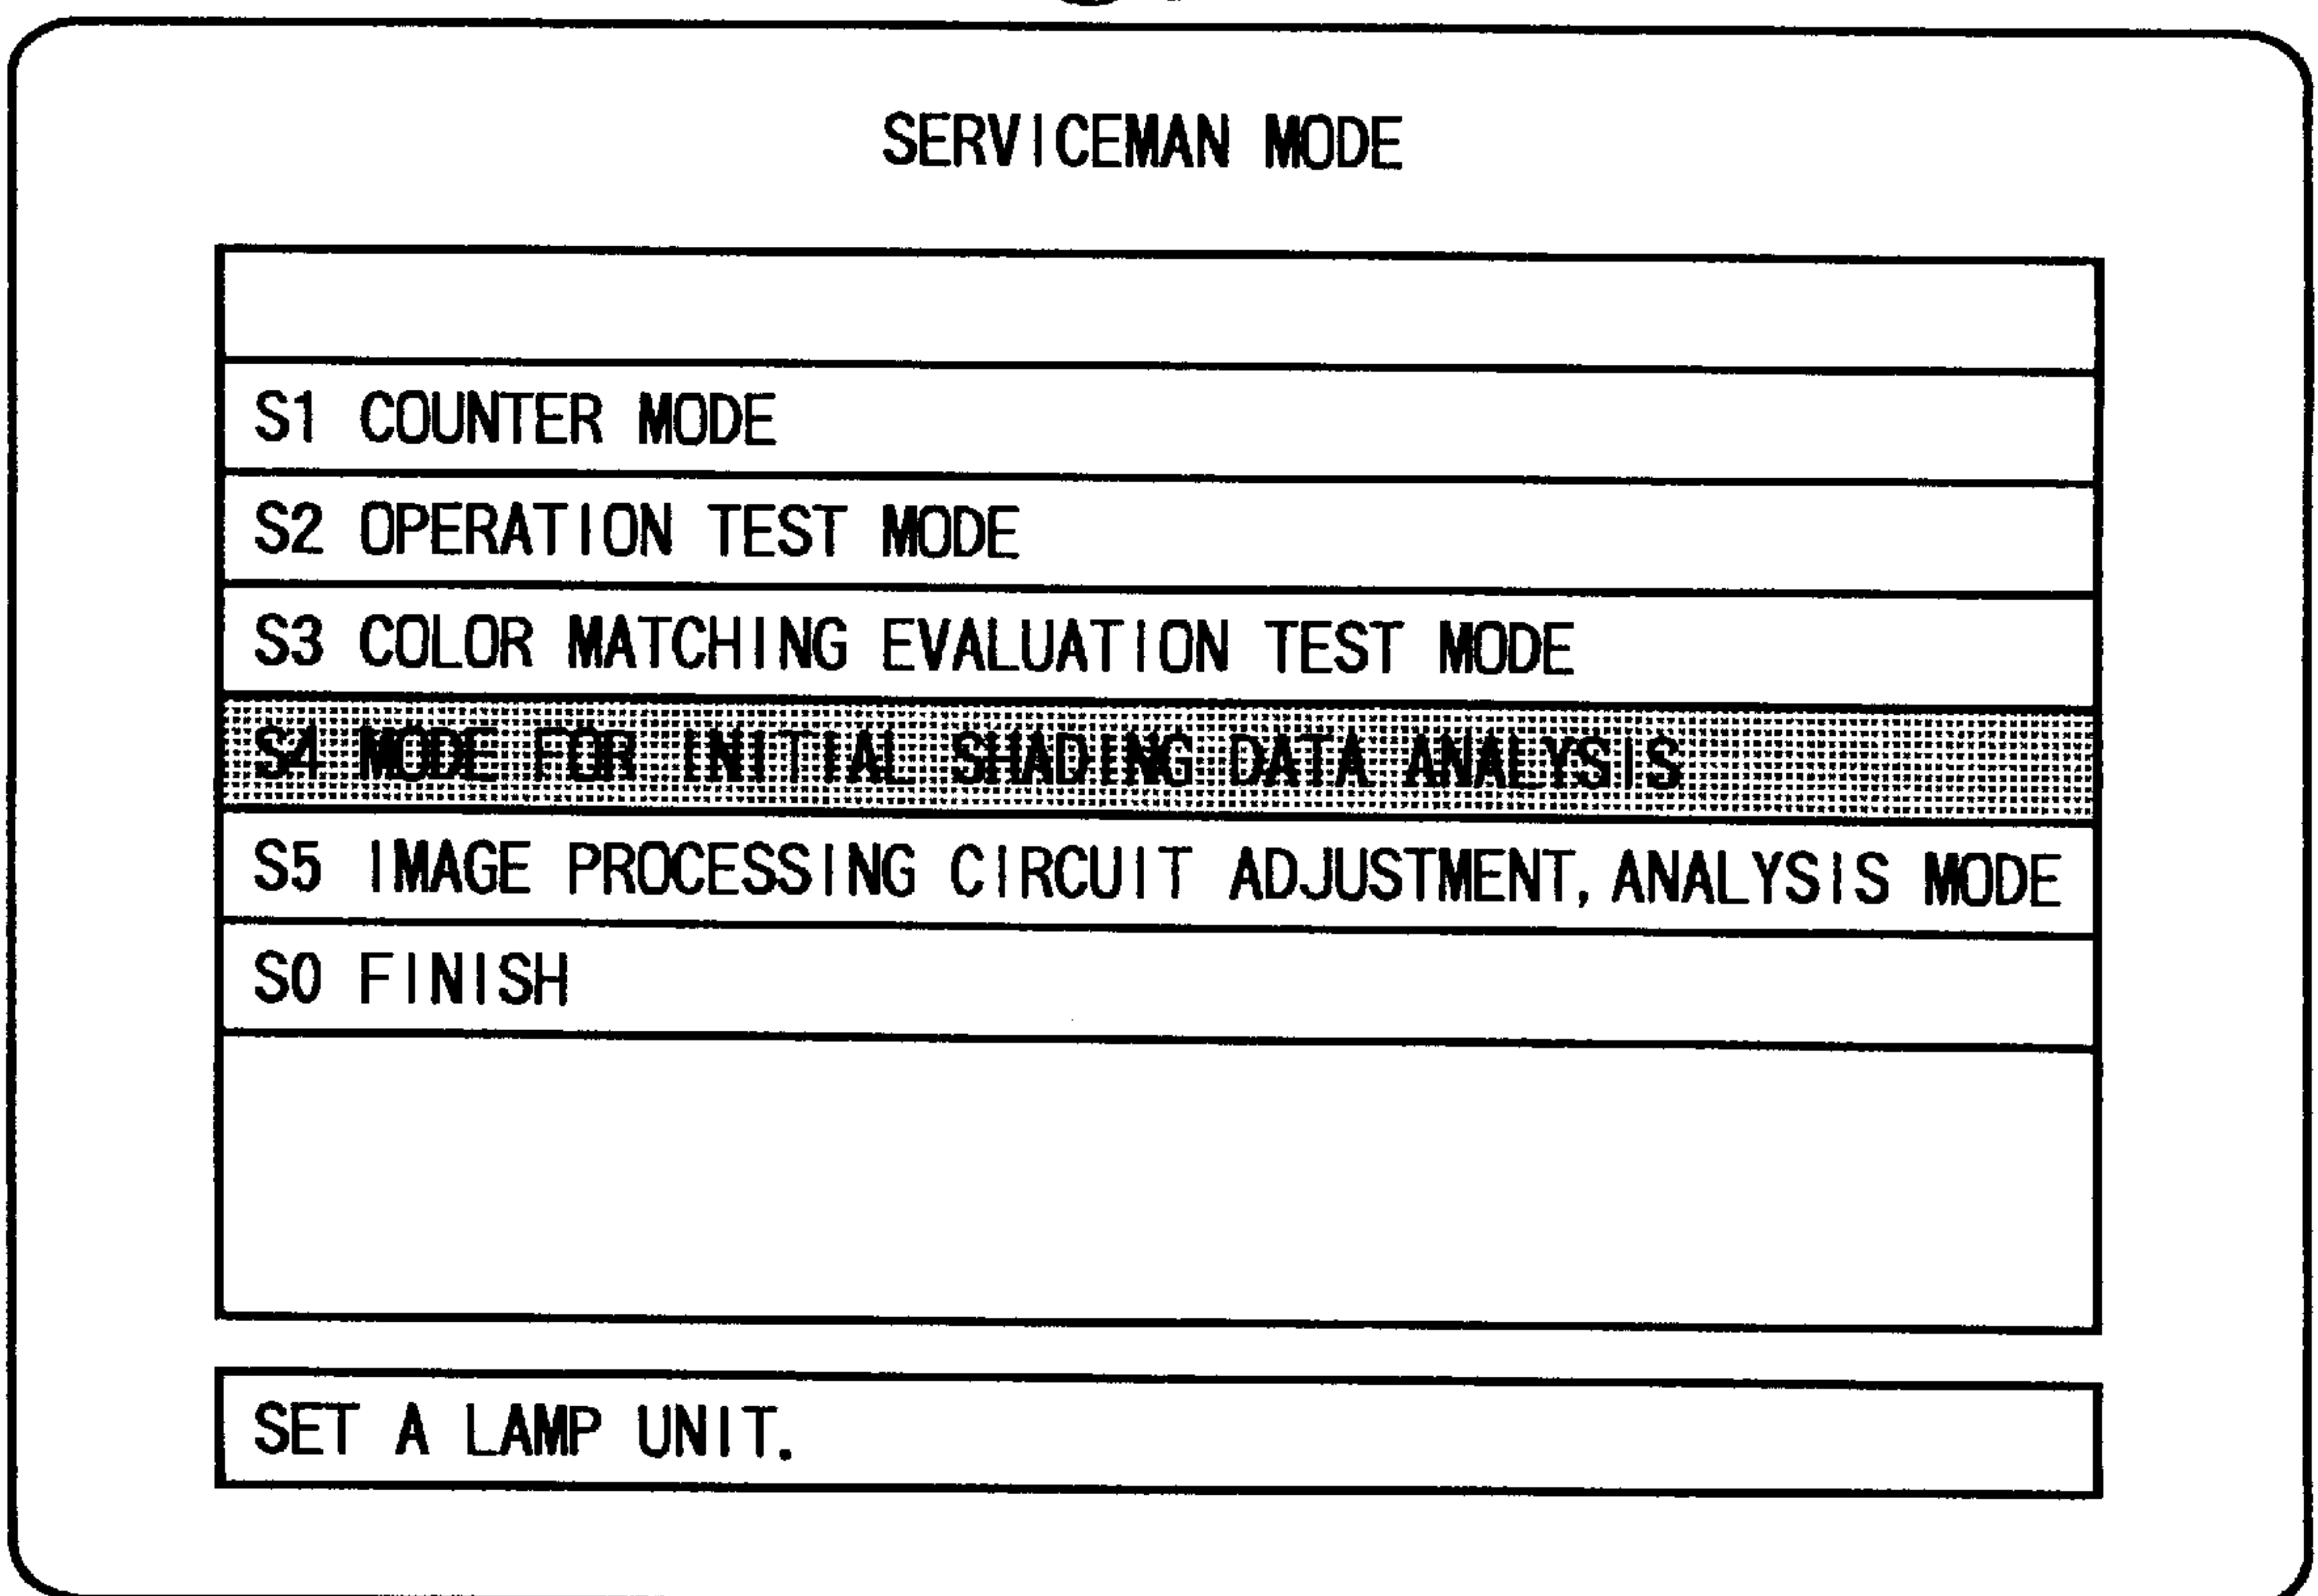 SERVICEMAN MODE
S1 COUNTER MODE
S2 OPERATION TEST MODE
S3 COLOR MATCHING EVALUATION TEST MODE
S4 MODE FOR INITIAL SHADING DATA ANALYSIS
S5 IMAGE PROCESSING CIRCUIT ADJUSTMENT, ANALYSIS MODE
S0 FINISH
SET A LAMP UNIT.